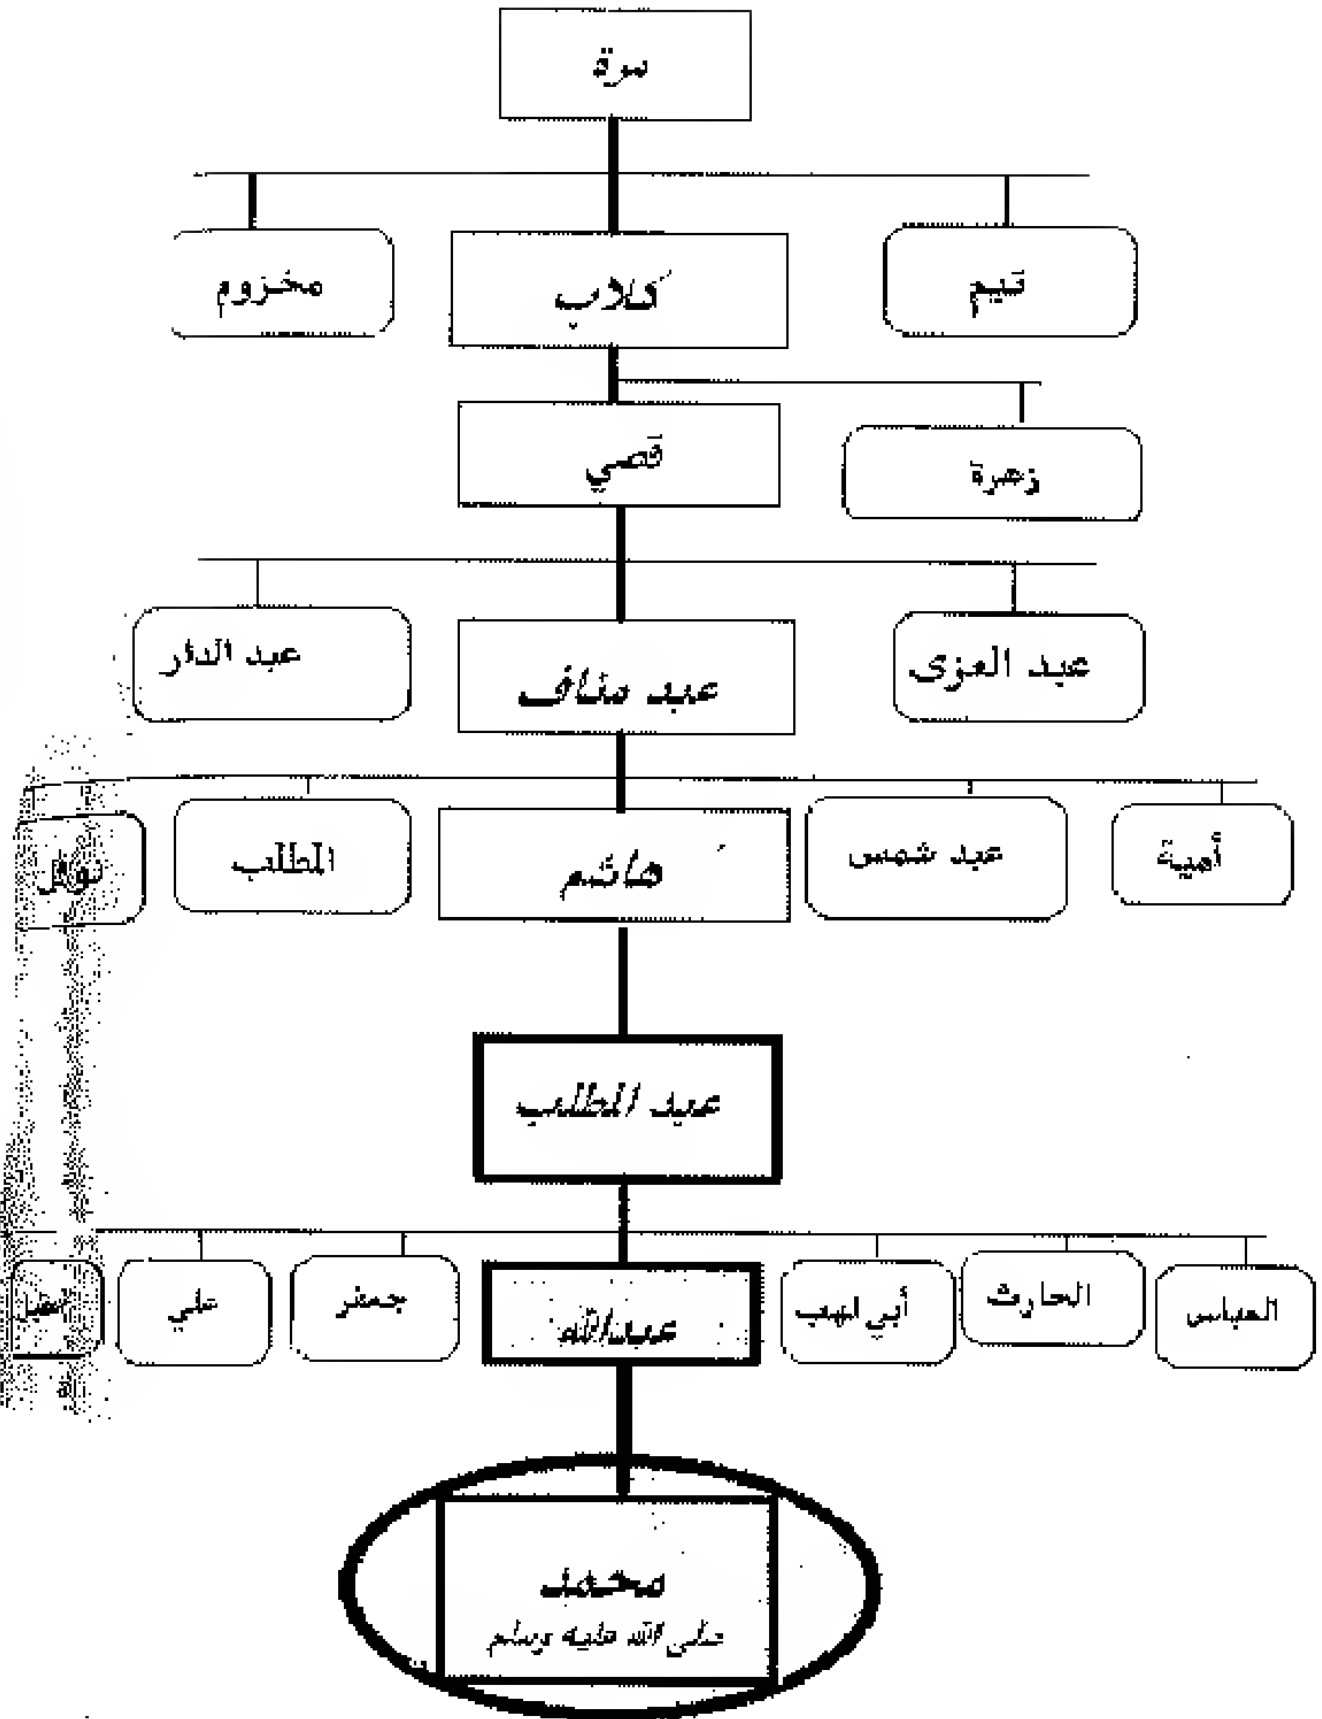 مرة
تيم
كلاب
مخزوم
قصي
زهرة
عبد العزى
عبد مناف
عبد الدار
أمية
عبد شمس
هاشم
المطلب
نوفل
عبد المطلب
العباس
الحارث
أبي لهب
عبدالله
جعفر
علي
محمد
صلى الله عليه وسلم